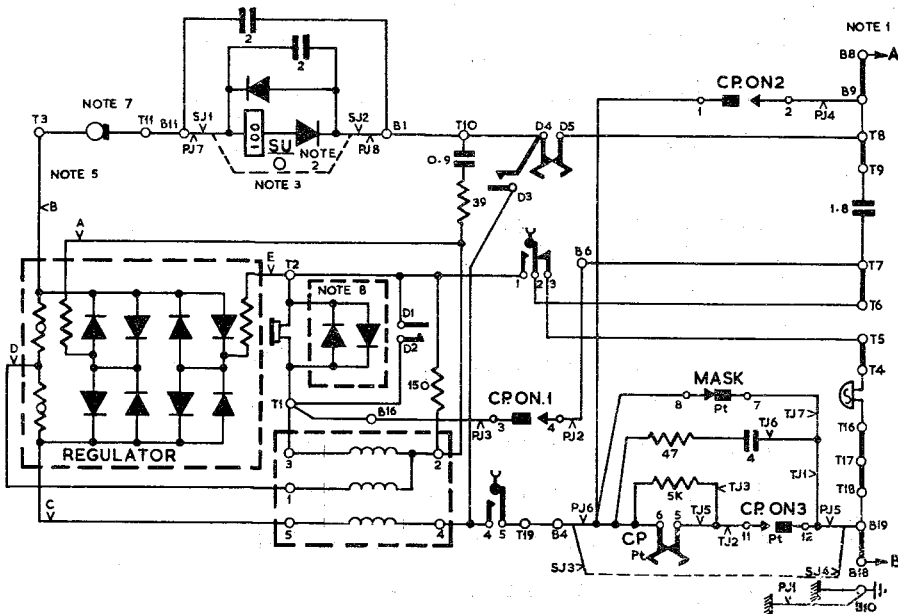 NOTE 1
B8
A
2
2
CP.ON2
1
2
PJ4
B9
NOTE 7
T3
T11
B11
SJ1
PJ7
100
SU
O
NOTE 2
SJ2
PJ8
B1
T10
D4
D5
T8
NOTE 3
NOTE 5
0·9
D3
T9
39
1·8
B
A
E
T2
B6
T7
1
2
3
T6
NOTE 8
D1
D2
T5
D
150
MASK
T4
T1
B16
CP.ON.1
3
4
PJ3
PJ2
8
Pt
7
TJ7
T16
REGULATOR
3
2
47
4
TJ6
T17
1
5K
TJ3
TJ1
T18
C
5
4
4
5
T19
B4
PJ6
6
5
TJ5
CP.ON3
PJ5
B19
CP
Pt
TJ2
11
Pt
12
SJ3
SJ4
B18
B
PJ1
B10